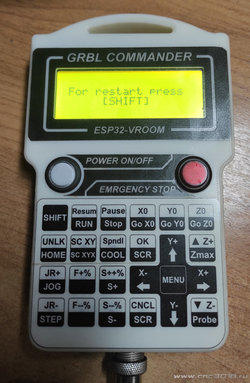 GRBL COMMANDER
For restart press
[SHIFT]
ESP32-VROOM
POWER ON/OFF
EMRGENCY STOP
SHIFT Resum RUN Pause Stop X0 Go X0 Y0 Go Y0 Z0 Go Z0
UNLK HOME SC XY SC XYX Spndl COOL OK SCR Y+ ▲ Z+ Zmax
JR+ JOG F+% S++% S+ X- MENU X+
JR- STEP F--% S--% S- CNCL SCR Y- ▼ Z- Probe